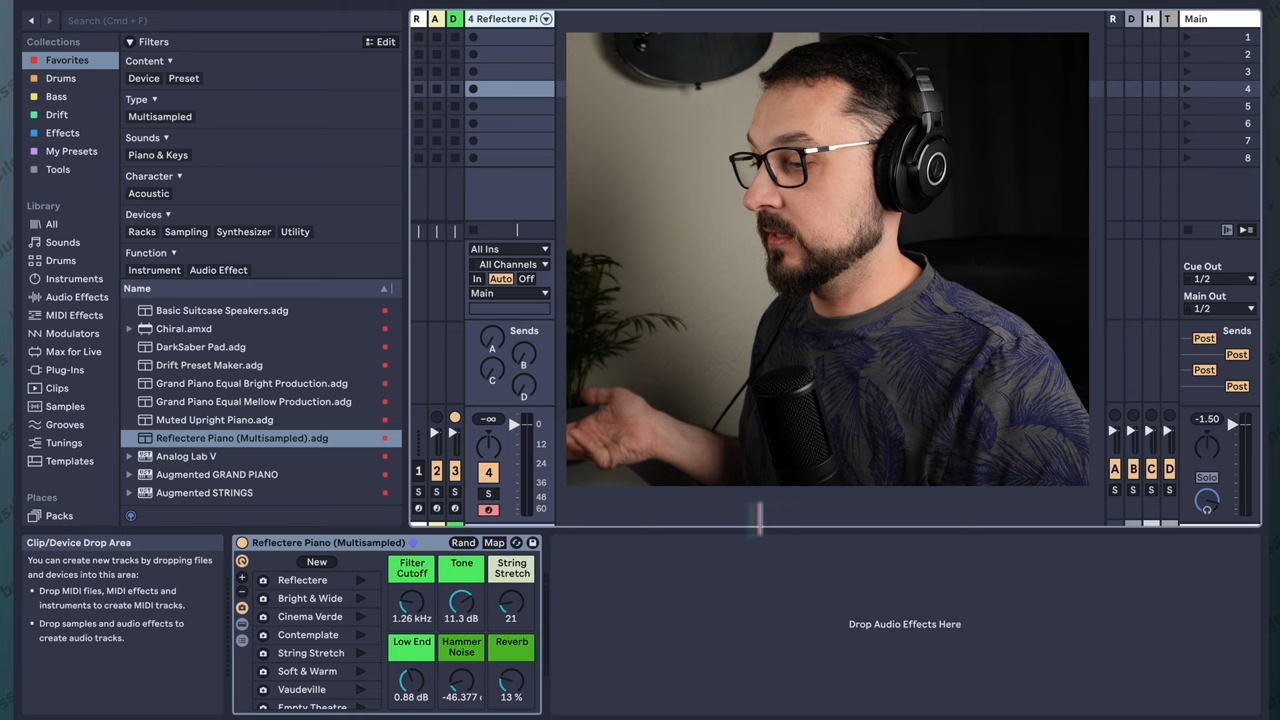 Search (Cmd + F)
Collections
Favorites
Drums
Bass
Drift
Effects
My Presets
Tools
Library
All
Sounds
Drums
Instruments
Audio Effects
MIDI Effects
Modulators
Max for Live
Plug-Ins
Clips
Samples
Grooves
Tunings
Templates
Places
Packs
Filters
Edit
Content
Device Preset
Type
Multisampled
Sounds
Piano & Keys
Character
Acoustic
Devices
Racks Sampling Synthesizer Utility
Function
Instrument Audio Effect
Name
Basic Suitcase Speakers.adg
Chiral.amxd
DarkSaber Pad.adg
Drift Preset Maker.adg
Grand Piano Equal Bright Production.adg
Grand Piano Equal Mellow Production.adg
Muted Upright Piano.adg
Reflectere Piano (Multisampled).adg
Analog Lab V
Augmented GRAND PIANO
Augmented STRINGS
R A D 4 Reflectere Pi
All Ins
All Channels
In Auto Off
Main
Sends
A
B
C
D
-∞
0
12
24
36
48
60
1 2 3 4
S S S S
R D H T Main
1
2
3
4
5
6
7
8
Cue Out
1/2
Main Out
1/2
Sends
Post
Post
Post
Post
-1.50
0
12
24
36
48
60
A B C D
S S S S
Solo
Clip/Device Drop Area
You can create new tracks by dropping files
and devices into this area:
• Drop MIDI files, MIDI effects and
instruments to create MIDI tracks.
• Drop samples and audio effects to
create audio tracks.
Reflectere Piano (Multisampled)
Rand Map
New
Reflectere
Bright & Wide
Cinema Verde
Contemplate
String Stretch
Soft & Warm
Vaudeville
Empty Theatre
Filter
Cutoff
Tone
String
Stretch
1.26 kHz
11.3 dB
21
Low End
Hammer
Noise
Reverb
0.88 dB
-46.377
13 %
Drop Audio Effects Here